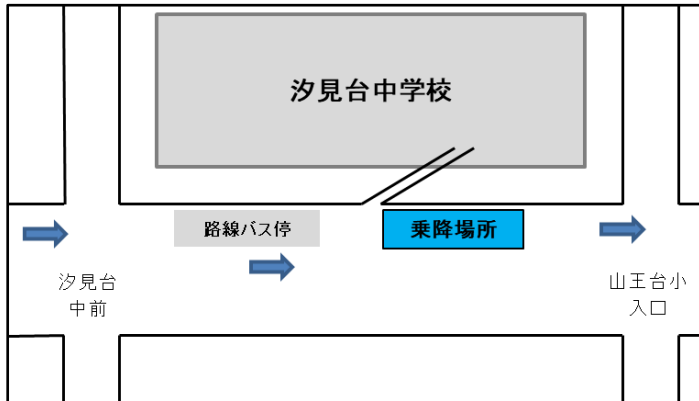 汐見台中学校
路線バス停
乗降場所
汐見台
中前
山王台小
入口